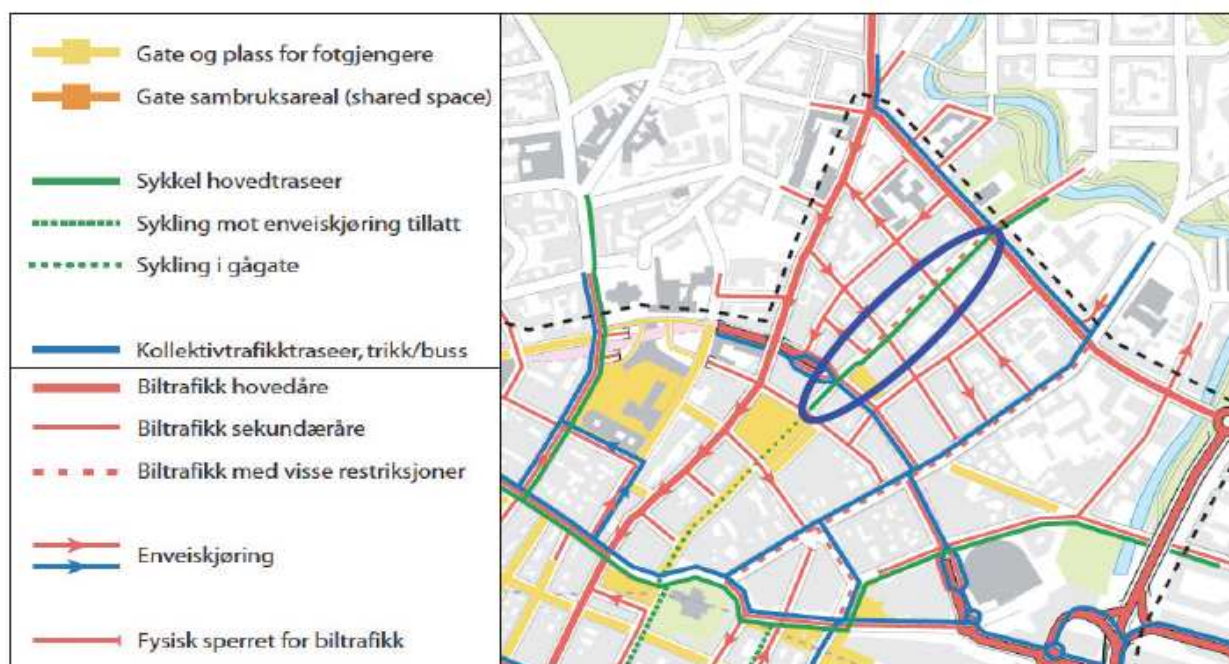 Gate og plass for fotgjengere
Gate sambruksareal (shared space)
Sykkel hovedtraseer
Sykling mot enveiskjøring tillatt
Sykling i gågate
Kollektivtrafikktraseer, trikk/buss
Biltrafikk hovedåre
Biltrafikk sekundæråre
Biltrafikk med visse restriksjoner
Enveiskjøring
Fysisk sperret for biltrafikk